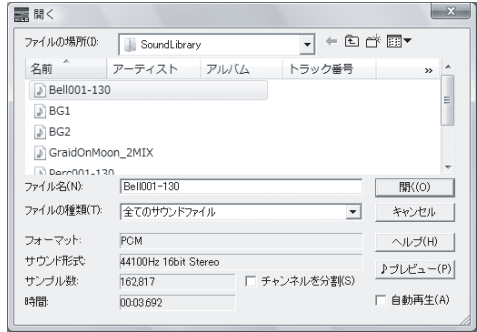 開く
ファイルの場所(I): SoundLibrary
名前 アーティスト アルバム トラック番号 »
Bell001-130
BG1
BG2
GraidOnMoon_2MIX
Perc001-130
ファイル名(N): Bell001-130 開く(O)
ファイルの種類(T): 全てのサウンドファイル キャンセル
フォーマット: PCM ヘルプ(H)
サウンド形式: 44100Hz 16bit Stereo ♪プレビュー(P)
サンプル数: 162,817 チャンネルを分割(S)
時間: 00:03.692 自動再生(A)